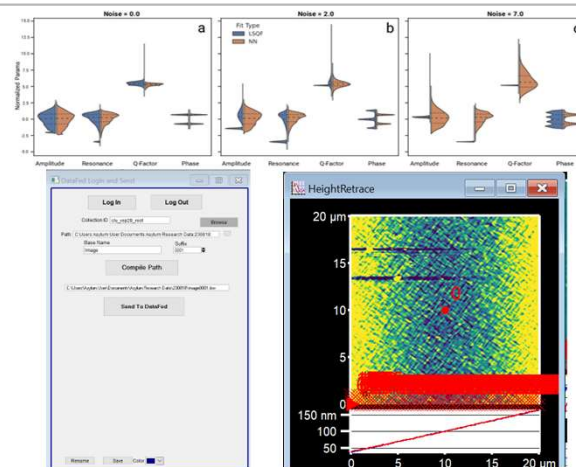 Noise = 0.0
Noise = 2.0
Noise = 7.0
a
b
c
Fit Type
LSQF
NN
Normalized Params
Amplitude Resonance Q-Factor Phase
Amplitude Resonance Q-Factor Phase
Amplitude Resonance Q-Factor Phase
DataFed Login and Send
Log In
Log Out
Collection ID
Browse
Path
Base Name
Suffix
Image
0001
Compile Path
Send To DataFed
Rename
Save
Color
HeightRetrace
20 µm
15
10
5
0
0
150 nm
100
50
0 5 10 15 20 µm